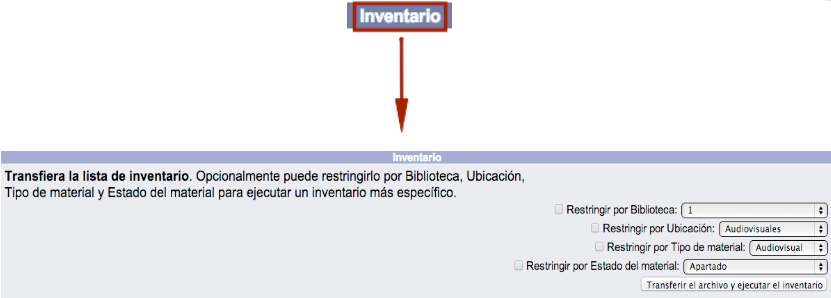 Inventario
Inventario
Transfiera la lista de inventario. Opcionalmente puede restringirlo por Biblioteca, Ubicación,
Tipo de material y Estado del material para ejecutar un inventario más específico.
Restringir por Biblioteca: 1
Restringir por Ubicación: Audiovisuales
Restringir por Tipo de material: Audiovisual
Restringir por Estado del material: Apartado
Transferir el archivo y ejecutar el inventario